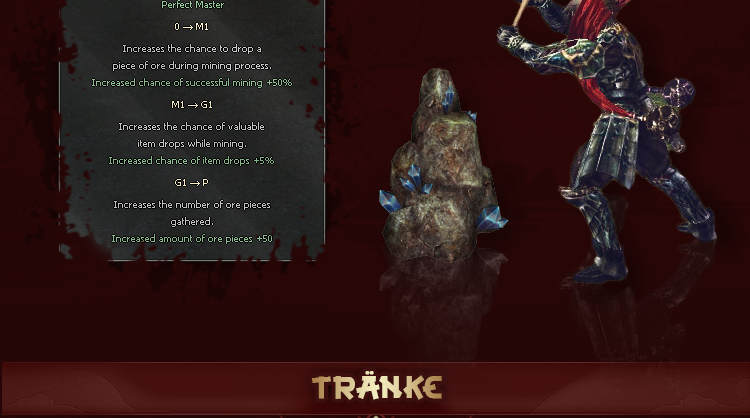 Perfect Master
0 → M1
Increases the chance to drop a
piece of ore during mining process.
Increased chance of successful mining +50%
M1 → G1
Increases the chance of valuable
item drops while mining.
Increased chance of item drops +5%
G1 → P
Increases the number of ore pieces
gathered.
Increased amount of ore pieces +50
TRÄNKE